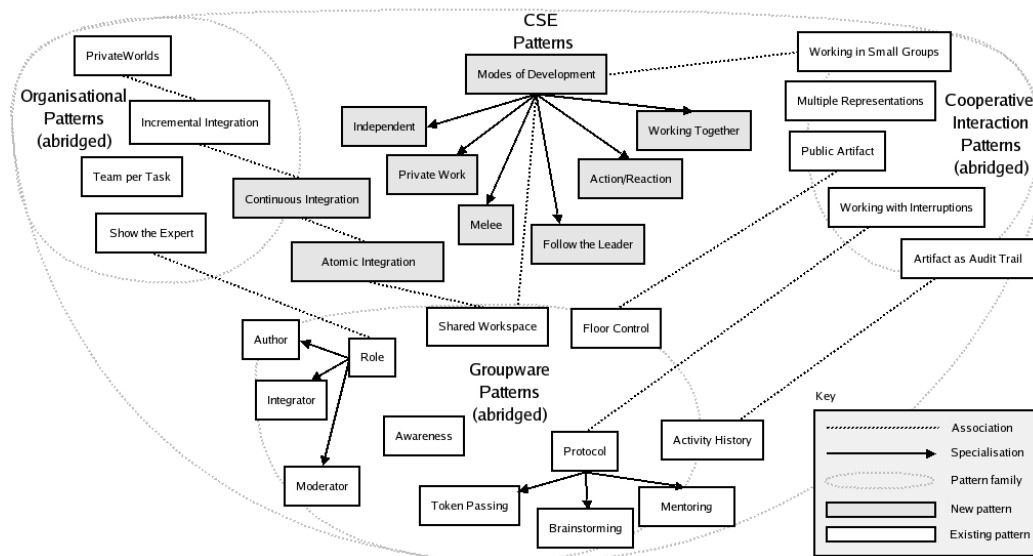 CSE
Patterns
PrivateWorlds
Working in Small Groups
Modes of Development
Organisational
Patterns
(abridged)
Incremental Integration
Independent
Working Together
Multiple Representations
Cooperative
Interaction
Patterns
(abridged)
Public Artifact
Team per Task
Private Work
Action/Reaction
Continuous Integration
Melee
Follow the Leader
Working with Interruptions
Show the Expert
Atomic Integration
Artifact as Audit Trail
Shared Workspace
Floor Control
Author
Role
Integrator
Groupware
Patterns
(abridged)
Awareness
Protocol
Activity History
Moderator
Token Passing
Brainstorming
Mentoring
Key
Association
Specialisation
Pattern family
New pattern
Existing pattern